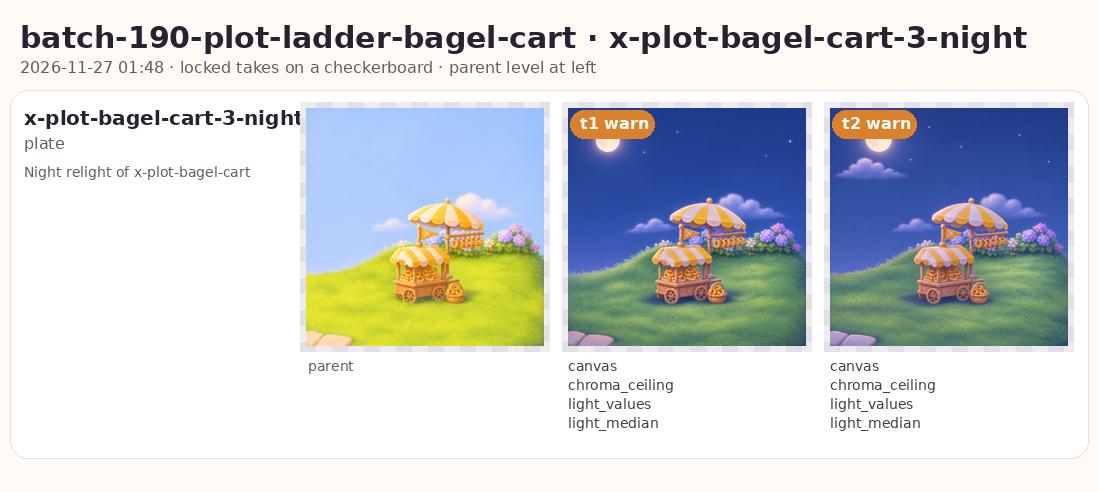 batch-190-plot-ladder-bagel-cart · x-plot-bagel-cart-3-night
2026-11-27 01:48 · locked takes on a checkerboard · parent level at left
x-plot-bagel-cart-3-night
plate
Night relight of x-plot-bagel-cart
parent
t1 warn
canvas
chroma_ceiling
light_values
light_median
t2 warn
canvas
chroma_ceiling
light_values
light_median